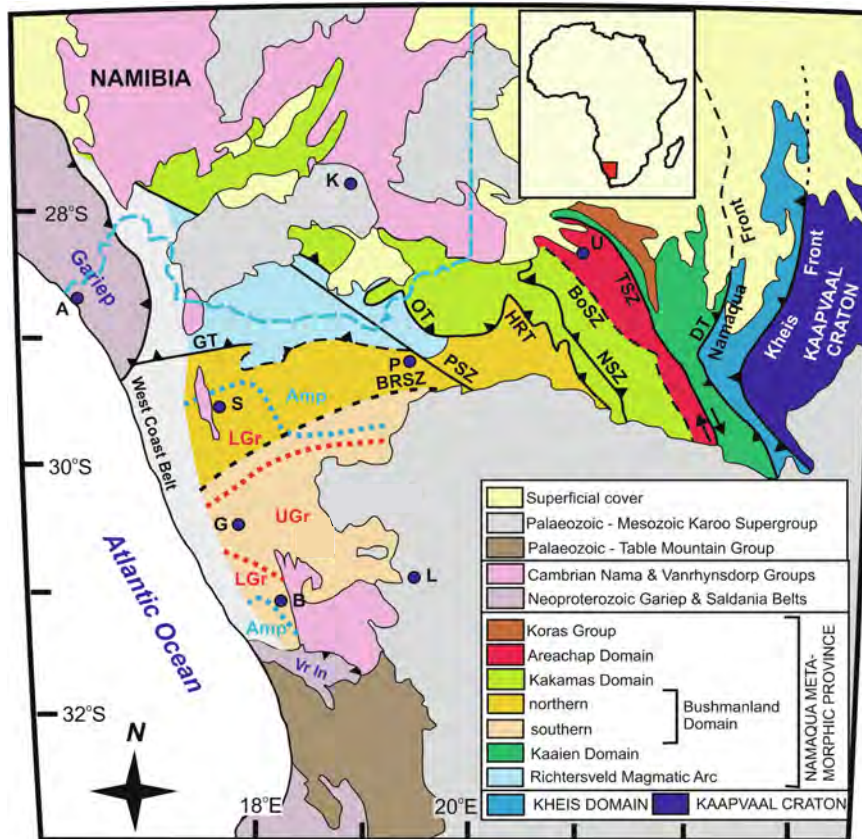 NAMIBIA
K
28°S
Gariep
A
U
TSZ
Front
Namaqua
DT
Front
Kheis
KAAPVAAL
CRATON
OT
BoSZ
HRT
NSZ
GT
P
PSZ
BRSZ
West Coast Belt
S
Amp
LGr
30°S
G
UGr
LGr
B
L
Amp
Vr In
Atlantic Ocean
32°S
N
18°E
20°E
Superficial cover
Palaeozoic - Mesozoic Karoo Supergroup
Palaeozoic - Table Mountain Group
Cambrian Nama & Vanrhynsdorp Groups
Neoproterozoic Gariep & Saldania Belts
Koras Group
Areachap Domain
Kakamas Domain
northern
southern
Bushmanland
Domain
Kaaien Domain
Richtersveld Magmatic Arc
NAMAQUA META-
MORPHIC PROVINCE
KHEIS DOMAIN
KAAPVAAL CRATON